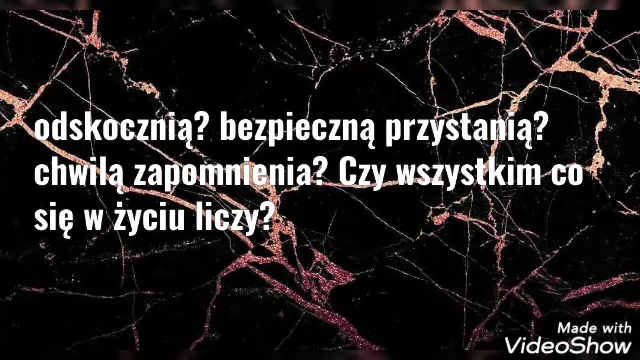 odskocznią? bezpieczną przystanią?
chwilą zapomnienia? Czy wszystkim co
się w życiu liczy?
Made with
VideoShow